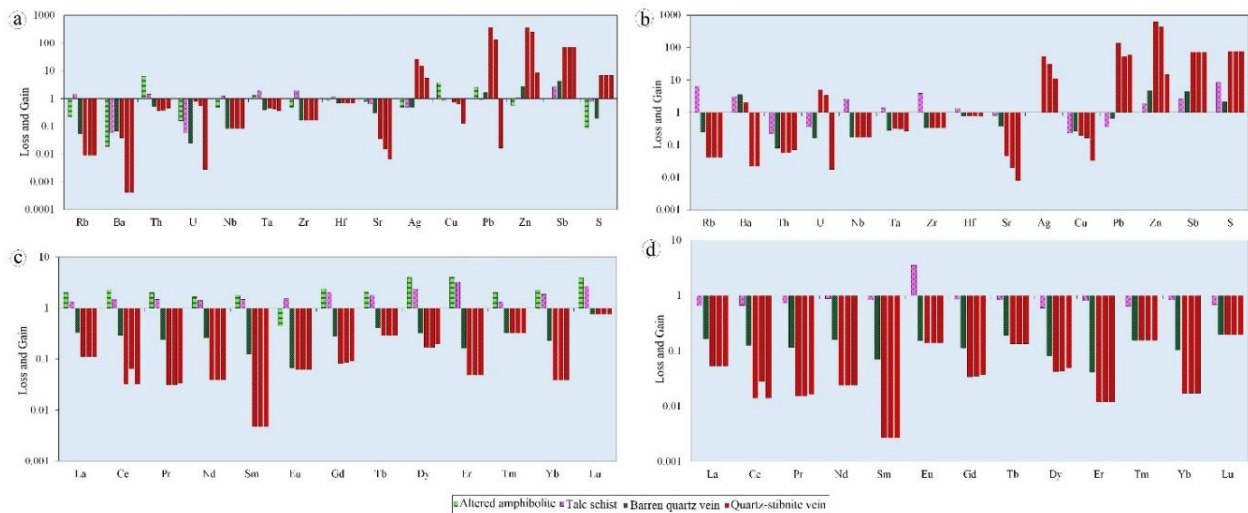 a
Loss and Gain
1000
100
10
1
0.1
0.01
0.001
0.0001
Rb Ba Th U Nb Ta Zr Hf Sr Ag Cu Pb Zn Sb S
b
Loss and Gain
1000
100
10
1
0.1
0.01
0.001
Rb Ba Th U Nb Ta Zr Hf Sr Ag Cu Pb Zn Sb S
c
Loss and Gain
10
1
0.1
0.01
0.001
La Ce Pr Nd Sm Eu Gd Tb Dy Er Tm Yb Lu
d
Loss and Gain
10
1
0.1
0.01
0.001
La Ce Pr Nd Sm Eu Gd Tb Dy Er Tm Yb Lu
Altered amphibolite Talc schist Barren quartz vein Quartz-stibnite vein